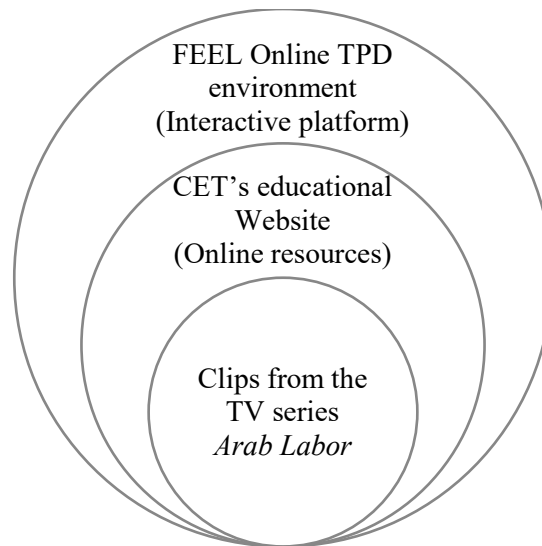 FEEL Online TPD
environment
(Interactive platform)
CET’s educational
Website
(Online resources)
Clips from the
TV series
Arab Labor